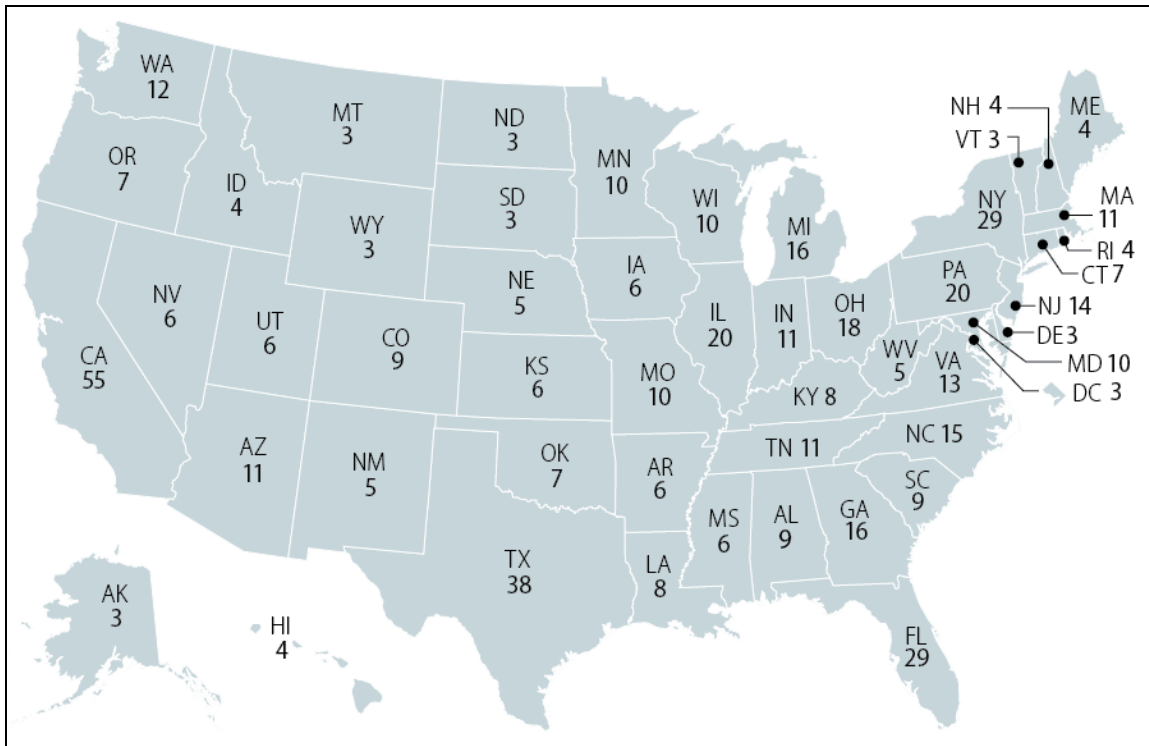 WA
12
MT
3
ND
3
MN
10
OR
7
ID
4
WY
3
SD
3
WI
10
MI
16
NH 4
VT 3
ME
4
NY
29
MA
11
RI 4
CT 7
NV
6
UT
6
CO
9
NE
5
IA
6
IL
20
IN
11
OH
18
PA
20
NJ 14
DE3
MD 10
DC 3
CA
55
KS
6
MO
10
KY 8
WV
5
VA
13
AZ
11
NM
5
OK
7
AR
6
TN 11
NC 15
SC
9
MS
6
AL
9
GA
16
TX
38
LA
8
FL
29
AK
3
HI
4